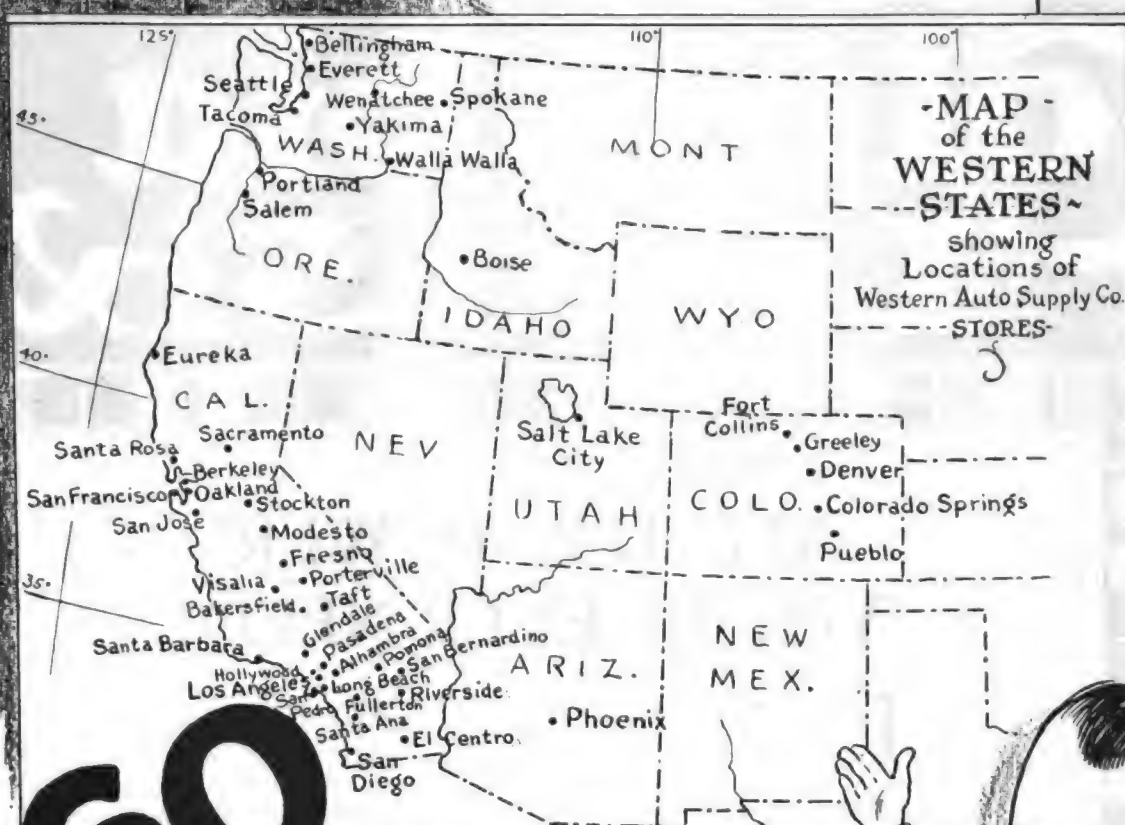 125°
110°
100°
45°
40°
35°
-MAP-
of the
WESTERN
STATES~
showing
Locations of
Western Auto Supply Co.
STORES-
Bellingham
Everett
Seattle
Wenatchee
Spokane
Tacoma
Yakima
WASH.
Walla Walla
Portland
Salem
ORE.
MONT
Boise
IDAHO
WYO
Eureka
CAL.
NEV
Sacramento
Santa Rosa
Berkeley
San Francisco
Oakland
Stockton
San Jose
Modesto
Fresno
Visalia
Porterville
Bakersfield
Taft
Glendale
Pasadena
Alhambra
Pomona
San Bernardino
Santa Barbara
Hollywood
Los Angeles
San
Pedro
Long Beach
Riverside
Fullerton
Santa Ana
El Centro
San
Diego
Salt Lake
City
UTAH
Fort
Collins
Greeley
Denver
COLO.
Colorado Springs
Pueblo
ARIZ.
Phoenix
NEW
MEX.